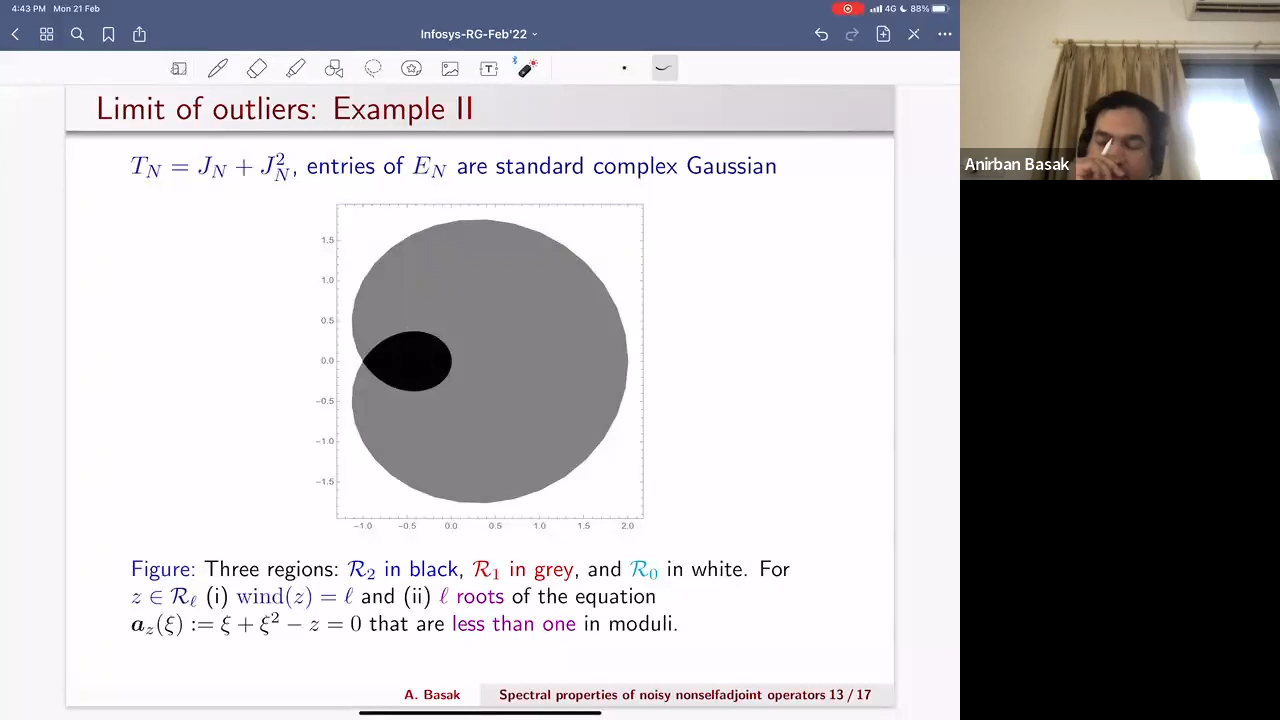 4:43 PM Mon 21 Feb
4G 88%
Infosys-RG-Feb'22
Limit of outliers: Example II
T_N = J_N + J_N^2, entries of E_N are standard complex Gaussian
1.5
1.0
0.5
0.0
−0.5
−1.0
−1.5
−1.0 −0.5 0.0 0.5 1.0 1.5 2.0
Figure: Three regions: ℛ_2 in black, ℛ_1 in grey, and ℛ_0 in white. For
z ∈ ℛ_ℓ (i) wind(z) = ℓ and (ii) ℓ roots of the equation
𝒂_z(ξ) := ξ + ξ^2 − z = 0 that are less than one in moduli.
A. Basak Spectral properties of noisy nonselfadjoint operators 13 / 17
Anirban Basak